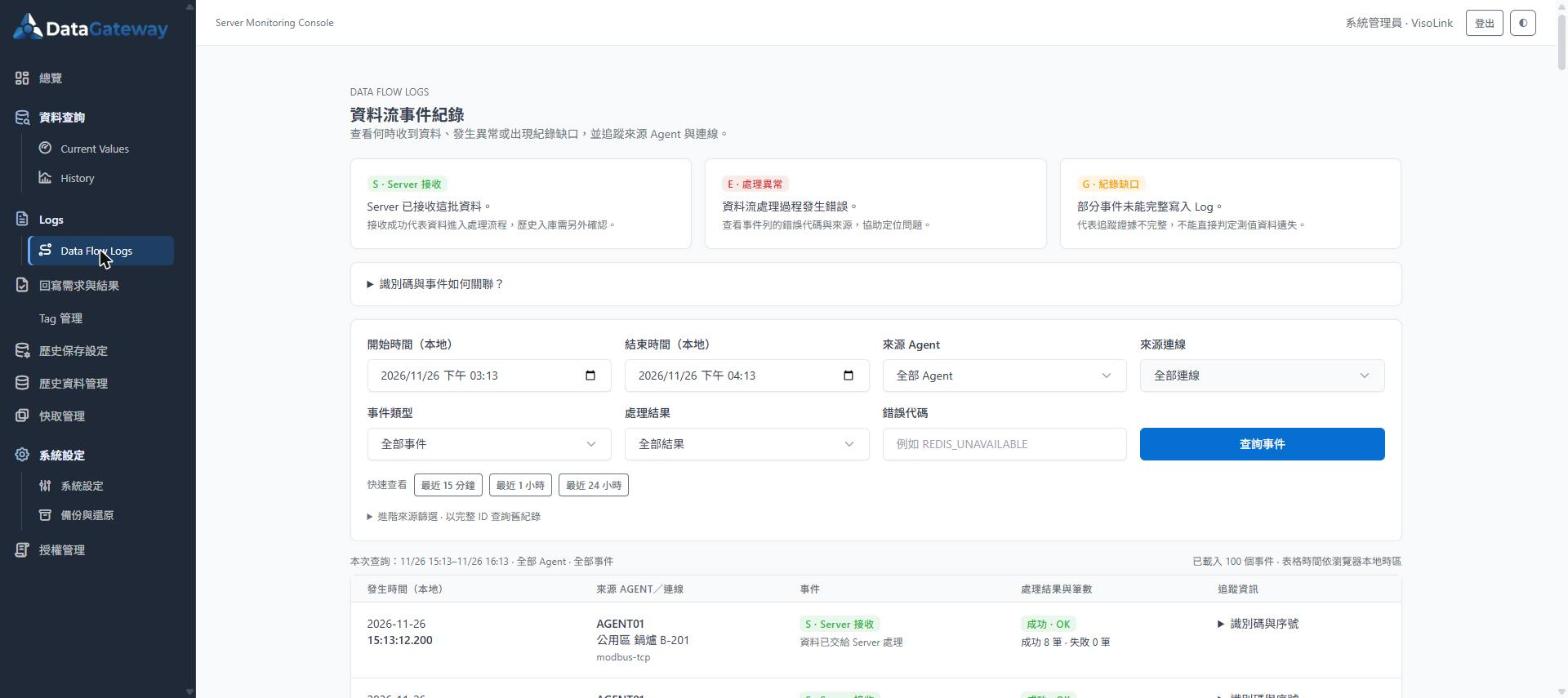 DataGateway
Server Monitoring Console
系統管理員 · VisoLink
登出
總覽
資料查詢
Current Values
History
Logs
Data Flow Logs
回寫需求與結果
Tag 管理
歷史保存設定
歷史資料管理
快取管理
系統設定
系統設定
備份與還原
授權管理
DATA FLOW LOGS
資料流事件紀錄
查看何時收到資料、發生異常或出現紀錄缺口，並追蹤來源 Agent 與連線。
S · Server 接收
Server 已接收這批資料。
接收成功代表資料進入處理流程，歷史入庫需另外確認。
E · 處理異常
資料流處理過程發生錯誤。
查看事件列的錯誤代碼與來源，協助定位問題。
G · 紀錄缺口
部分事件未能完整寫入 Log。
代表追蹤證據不完整，不能直接判定測值資料遺失。
▶ 識別碼與事件如何關聯？
開始時間（本地）
2026/11/26 下午 03:13
結束時間（本地）
2026/11/26 下午 04:13
來源 Agent
全部 Agent
來源連線
全部連線
事件類型
全部事件
處理結果
全部結果
錯誤代碼
例如 REDIS_UNAVAILABLE
查詢事件
快速查看 最近 15 分鐘 最近 1 小時 最近 24 小時
▶ 進階來源篩選 · 以完整 ID 查詢舊紀錄
本次查詢：11/26 15:13–11/26 16:13 · 全部 Agent · 全部事件
已載入 100 個事件 · 表格時間依瀏覽器本地時區
發生時間（本地） 來源 AGENT／連線 事件 處理結果與筆數 追蹤資訊
2026-11-26
15:13:12.200
AGENT01
公用區 鍋爐 B-201
modbus-tcp
S · Server 接收
資料已交給 Server 處理
成功 · OK
成功 8 筆 · 失敗 0 筆
▶ 識別碼與序號
2026-11-26 AGENT01 S · Server 接收 成功 · OK ▶ 識別碼與序號